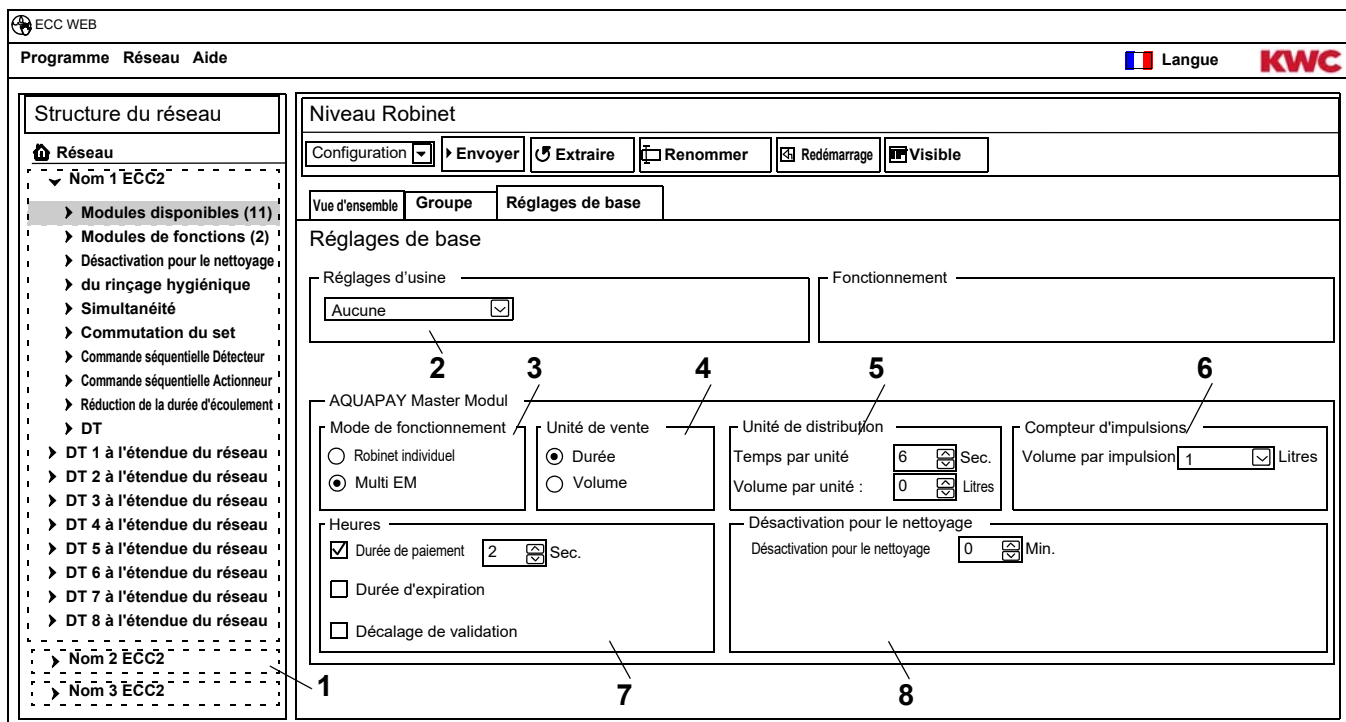 ECC WEB
Programme Réseau Aide
Langue
KWC
Structure du réseau
Réseau
Nom 1 ECC2
Modules disponibles (11)
Modules de fonctions (2)
Désactivation pour le nettoyage
du rinçage hygiénique
Simultanéité
Commutation du set
Commande séquentielle Détecteur
Commande séquentielle Actionneur
Réduction de la durée d'écoulement
DT
DT 1 à l'étendue du réseau
DT 2 à l'étendue du réseau
DT 3 à l'étendue du réseau
DT 4 à l'étendue du réseau
DT 5 à l'étendue du réseau
DT 6 à l'étendue du réseau
DT 7 à l'étendue du réseau
DT 8 à l'étendue du réseau
Nom 2 ECC2
Nom 3 ECC2
1
Niveau Robinet
Configuration Envoyer Extraire Renommer Redémarrage Visible
Vue d'ensemble Groupe Réglages de base
Réglages de base
Réglages d’usine
Aucune
Fonctionnement
2 3 4 5 6
AQUAPAY Master Modul
Mode de fonctionnement
Robinet individuel
Multi EM
Unité de vente
Durée
Volume
Unité de distribution
Temps par unité 6 Sec.
Volume par unité : 0 Litres
Compteur d'impulsions
Volume par impulsion 1 Litres
Heures
Durée de paiement 2 Sec.
Durée d'expiration
Décalage de validation
Désactivation pour le nettoyage
Désactivation pour le nettoyage 0 Min.
7 8